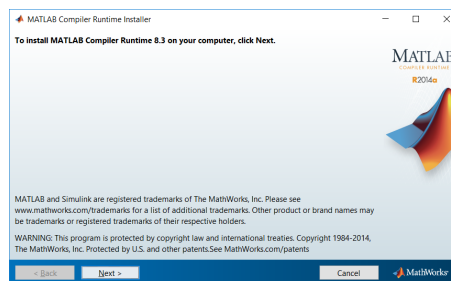 MATLAB Compiler Runtime Installer
To install MATLAB Compiler Runtime 8.3 on your computer, click Next.
MATLAB
COMPILER RUNTIME
R2014a
MATLAB and Simulink are registered trademarks of The MathWorks, Inc. Please see
www.mathworks.com/trademarks for a list of additional trademarks. Other product or brand names may
be trademarks or registered trademarks of their respective holders.
WARNING: This program is protected by copyright law and international treaties. Copyright 1984-2014,
The MathWorks, Inc. Protected by U.S. and other patents.See MathWorks.com/patents
< Back Next > Cancel MathWorks